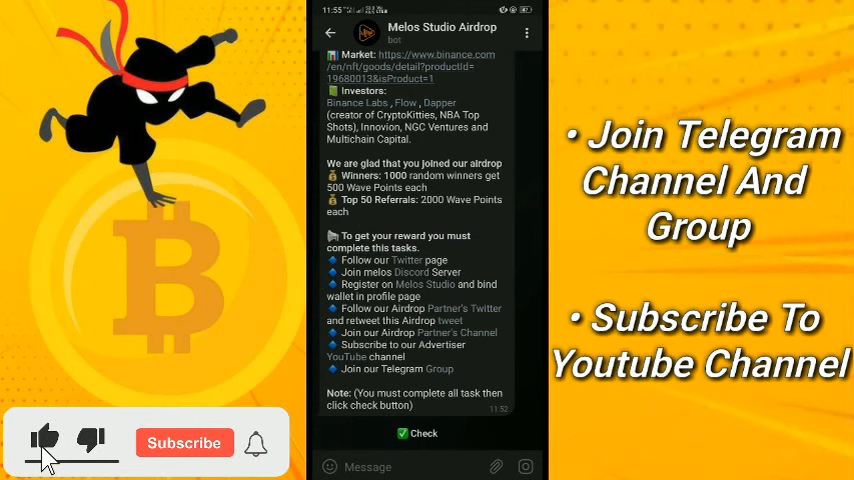 11:55
Melos Studio Airdrop
bot
📊 Market: https://www.binance.com
/en/nft/goods/detail?productId=
19680013&isProduct=1
📗 Investors:
Binance Labs , Flow , Dapper
(creator of CryptoKitties, NBA Top
Shots), Innovion, NGC Ventures and
Multichain Capital.
We are glad that you joined our airdrop
💰 Winners: 1000 random winners get
500 Wave Points each
💰 Top 50 Referrals: 2000 Wave Points
each
📢 To get your reward you must
complete this tasks.
🔹 Follow our Twitter page
🔹 Join melos Discord Server
🔹 Register on Melos Studio and bind
wallet in profile page
🔹 Follow our Airdrop Partner's Twitter
and retweet this Airdrop tweet
🔹 Join our Airdrop Partner's Channel
🔹 Subscribe to our Advertiser
YouTube channel
🔹 Join our Telegram Group
Note: (You must complete all task then
click check button)
11:52
✅ Check
Message
• Join Telegram
Channel And
Group
• Subscribe To
Youtube Channel
Subscribe